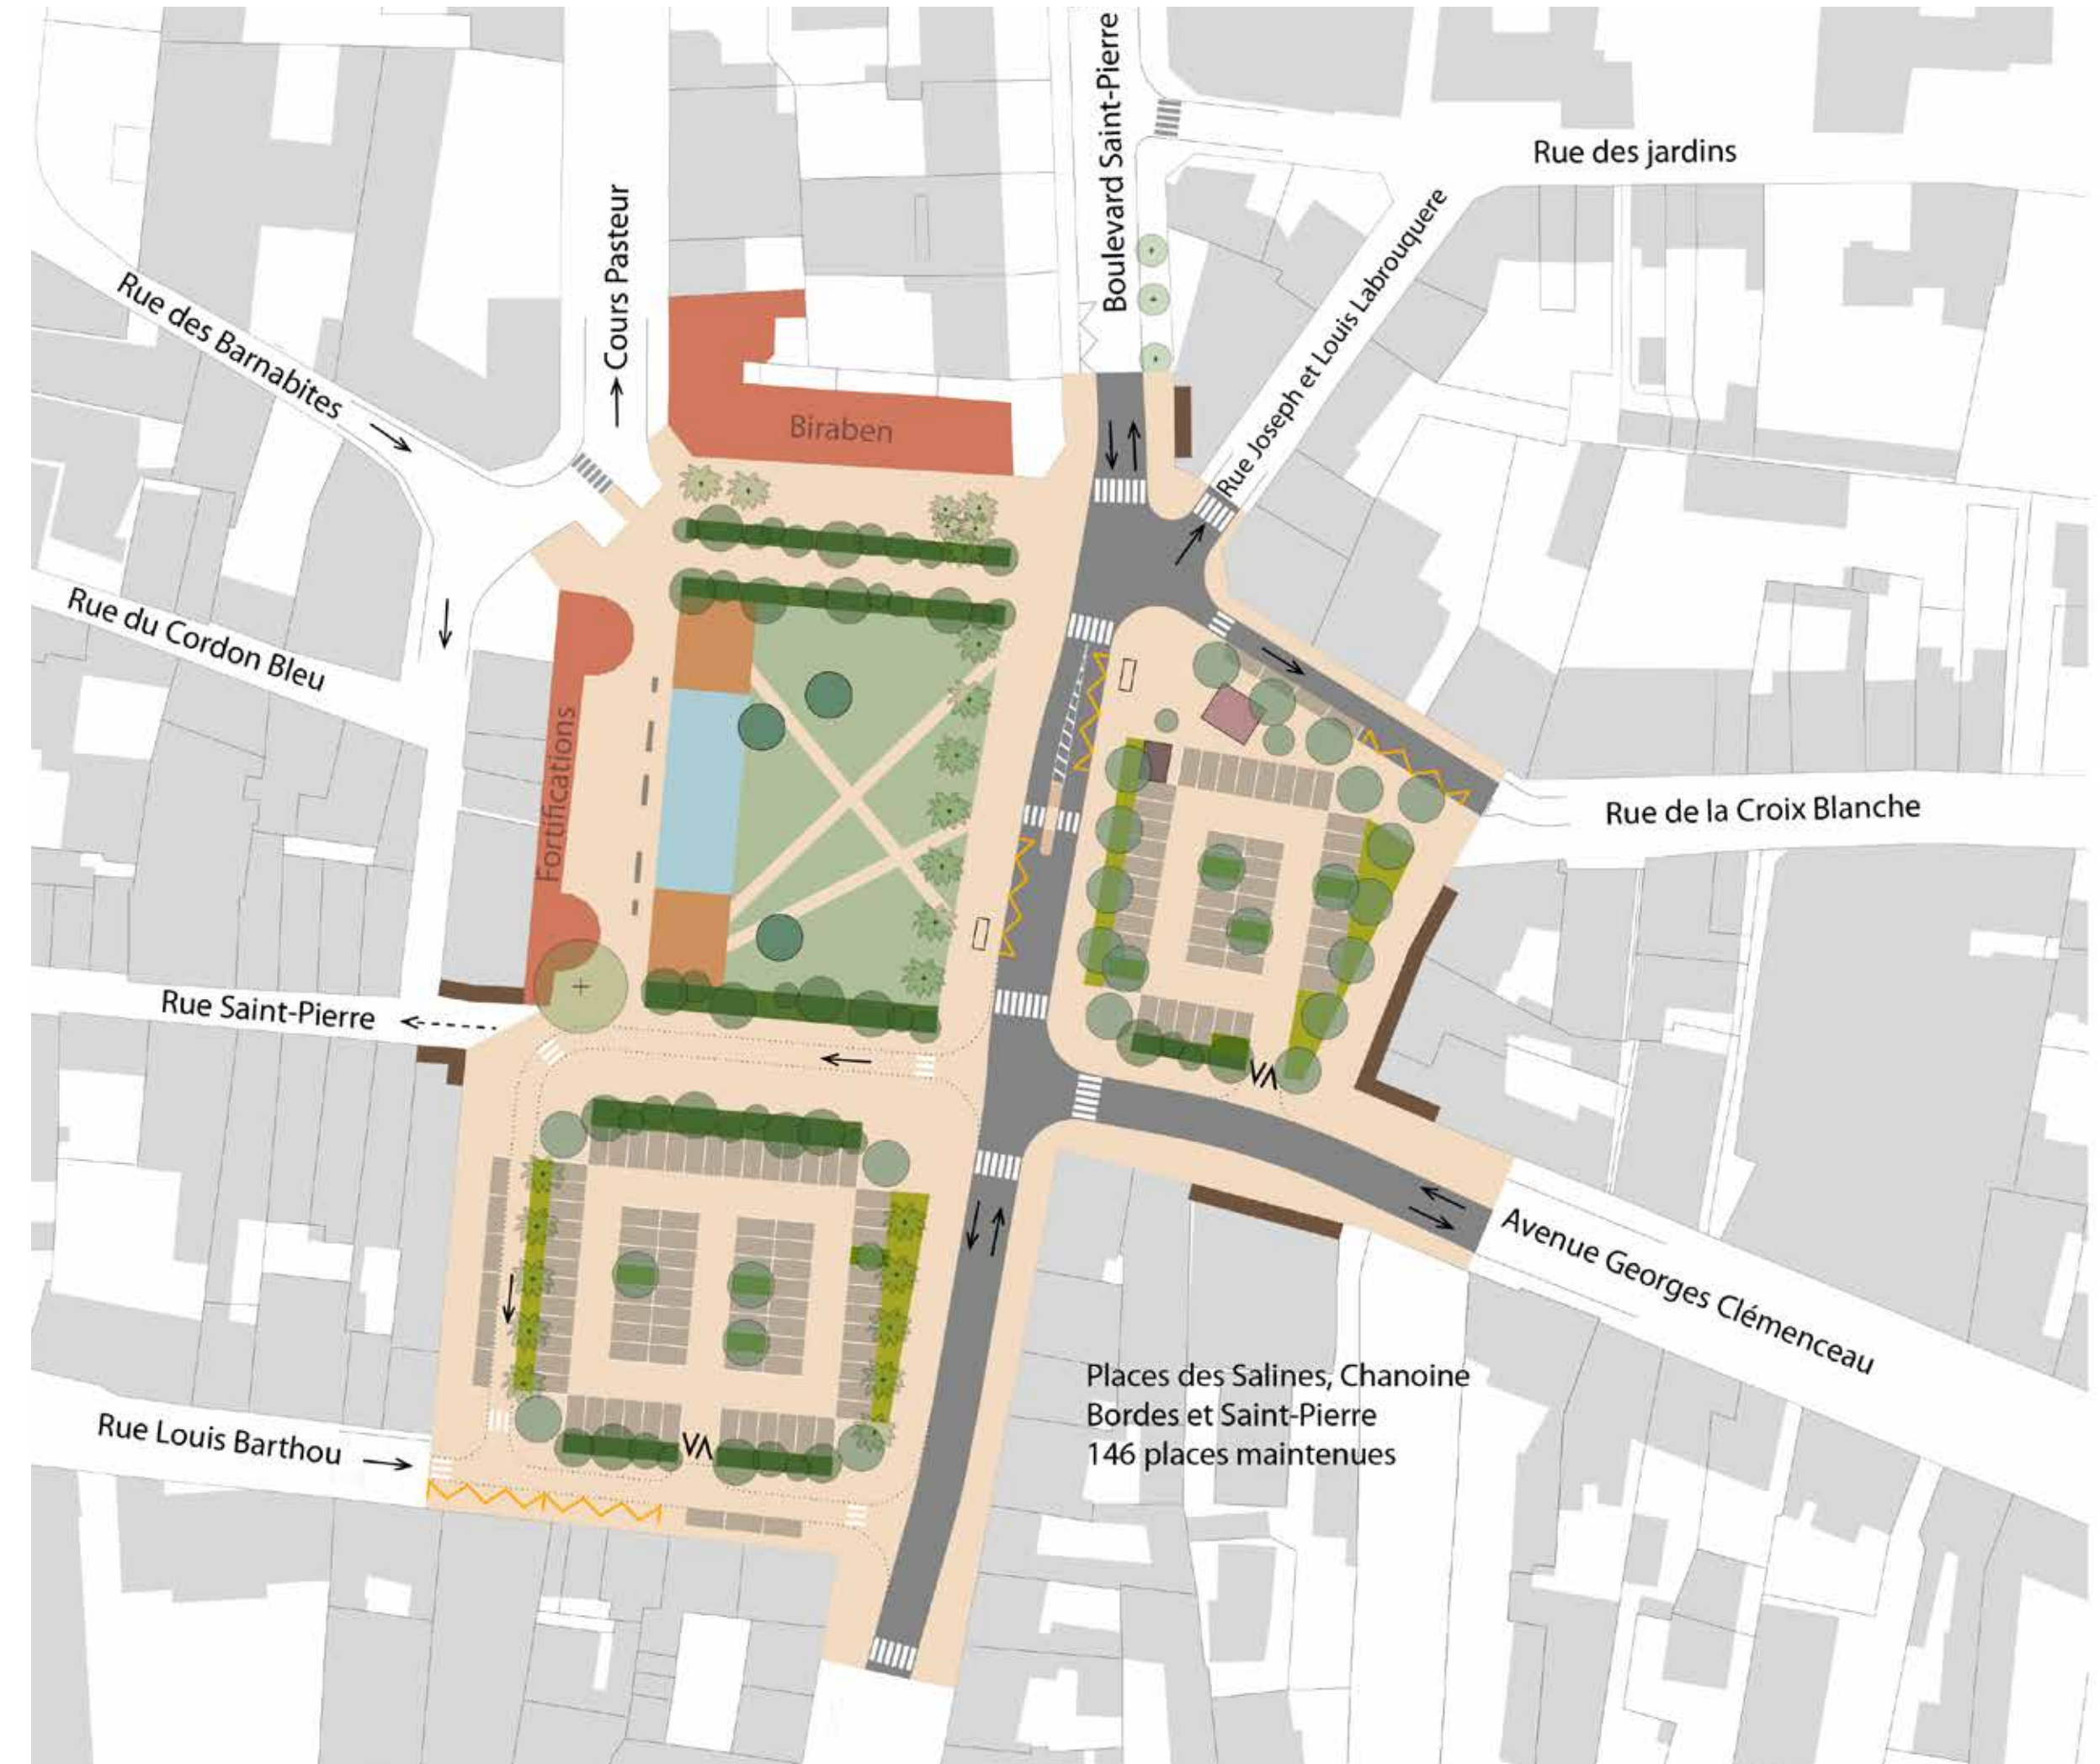 Boulevard Saint-Pierre
Rue des jardins
Cours Pasteur
Rue Joseph et Louis Labrouquere
Rue des Barnabites
Biraben
Rue du Cordon Bleu
Fortifications
Rue de la Croix Blanche
Rue Saint-Pierre
Avenue Georges Clémenceau
Places des Salines, Chanoine
Bordes et Saint-Pierre
146 places maintenues
Rue Louis Barthou